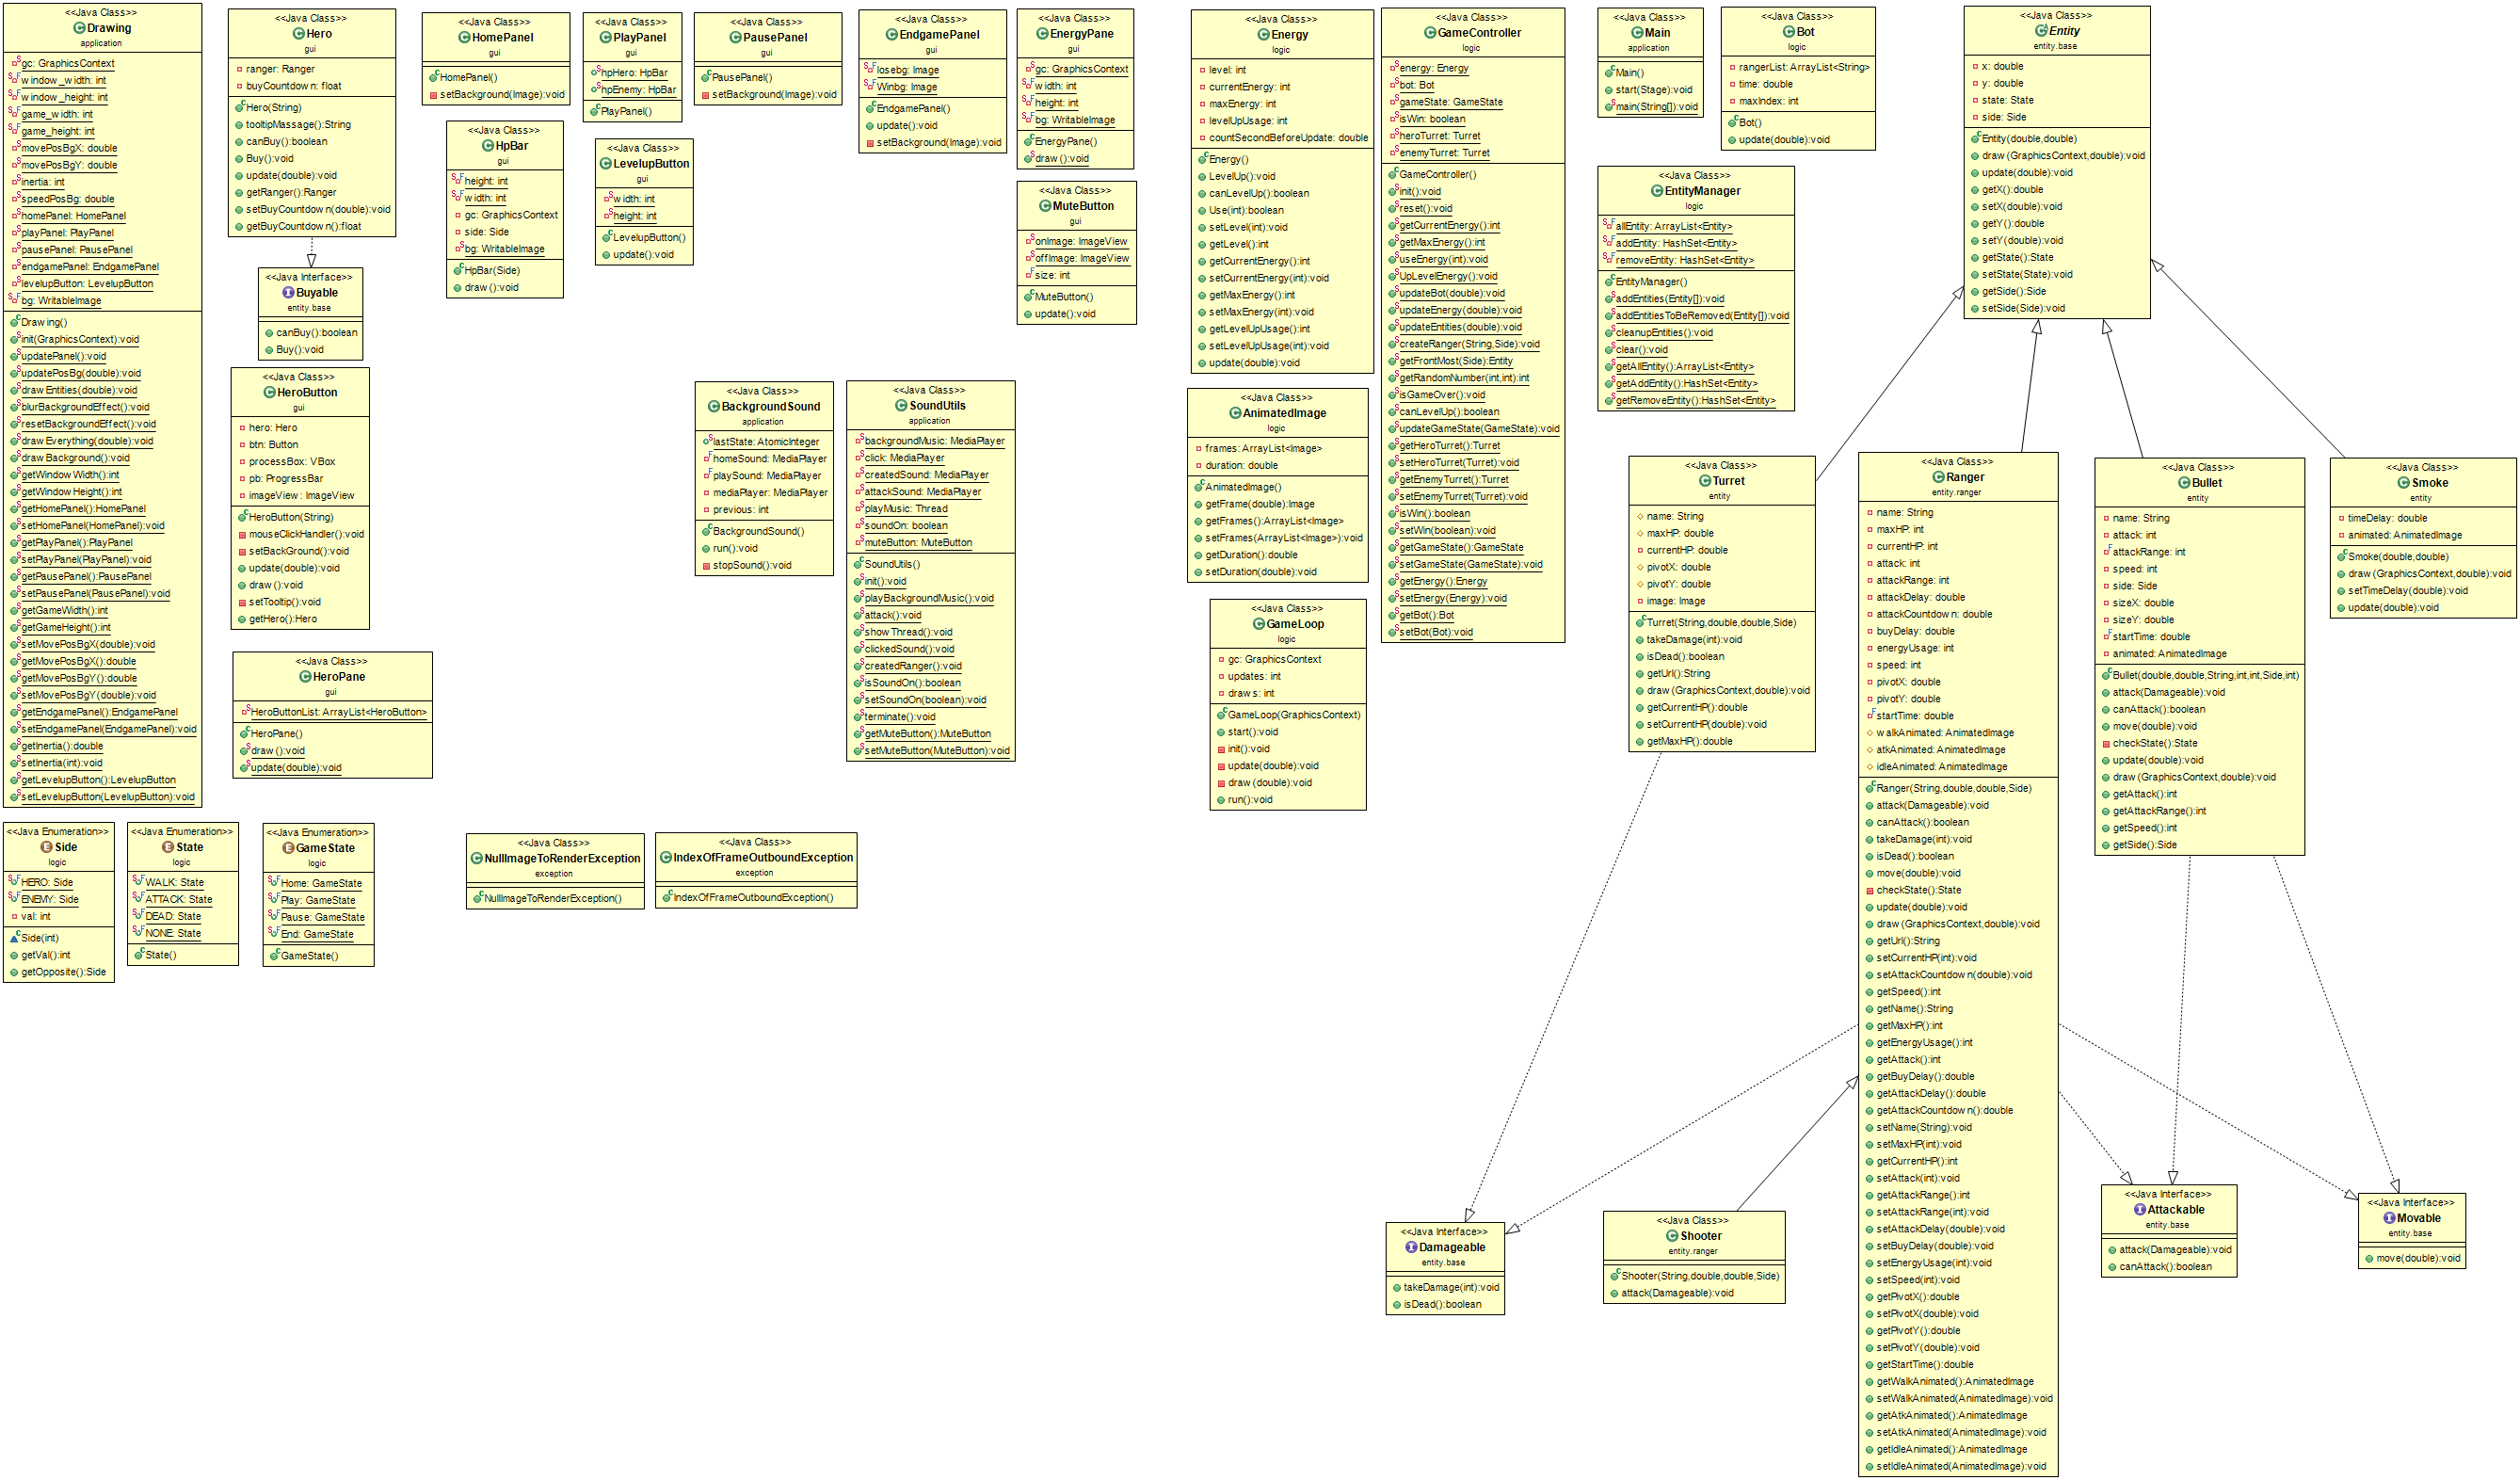 <<Java Class>>
Drawing
application
gc: GraphicsContext
window_width: int
window_height: int
game_width: int
game_height: int
movePosBgX: double
movePosBgY: double
inertia: int
speedPosBg: double
homePanel: HomePanel
playPanel: PlayPanel
pausePanel: PausePanel
endgamePanel: EndgamePanel
levelupButton: LevelupButton
bg: WritableImage
Drawing()
init(GraphicsContext):void
updatePanel():void
updatePosBg(double):void
drawEntities(double):void
blurBackgroundEffect():void
resetBackgroundEffect():void
drawEverything(double):void
drawBackground():void
getWindowWidth():int
getWindowHeight():int
getHomePanel():HomePanel
setHomePanel(HomePanel):void
getPlayPanel():PlayPanel
setPlayPanel(PlayPanel):void
getPausePanel():PausePanel
setPausePanel(PausePanel):void
getGameWidth():int
getGameHeight():int
setMovePosBgX(double):void
getMovePosBgX():double
getMovePosBgY():double
setMovePosBgY(double):void
getEndgamePanel():EndgamePanel
setEndgamePanel(EndgamePanel):void
getInertia():double
setInertia(int):void
getLevelupButton():LevelupButton
setLevelupButton(LevelupButton):void
<<Java Class>>
Hero
gui
ranger: Ranger
buyCountdown: float
Hero(String)
tooltipMassage():String
canBuy():boolean
Buy():void
update(double):void
getRanger():Ranger
setBuyCountdown(double):void
getBuyCountdown():float
<<Java Interface>>
Buyable
entity.base
canBuy():boolean
Buy():void
<<Java Class>>
HeroButton
gui
hero: Hero
btn: Button
processBox: VBox
pb: ProgressBar
imageView: ImageView
HeroButton(String)
mouseClickHandler():void
setBackGround():void
update(double):void
draw():void
setTooltip():void
getHero():Hero
<<Java Class>>
HeroPane
gui
HeroButtonList: ArrayList<HeroButton>
HeroPane()
draw():void
update(double):void
<<Java Class>>
HomePanel
gui
HomePanel()
setBackground(Image):void
<<Java Class>>
PlayPanel
gui
hpHero: HpBar
hpEnemy: HpBar
PlayPanel()
<<Java Class>>
PausePanel
gui
PausePanel()
setBackground(Image):void
<<Java Class>>
EndgamePanel
gui
losebg: Image
Winbg: Image
EndgamePanel()
update():void
setBackground(Image):void
<<Java Class>>
EnergyPane
gui
gc: GraphicsContext
width: int
height: int
bg: WritableImage
EnergyPane()
draw():void
<<Java Class>>
HpBar
gui
height: int
width: int
gc: GraphicsContext
side: Side
bg: WritableImage
HpBar(Side)
draw():void
<<Java Class>>
LevelupButton
gui
width: int
height: int
LevelupButton()
update():void
<<Java Class>>
MuteButton
gui
onImage: ImageView
offImage: ImageView
size: int
MuteButton()
update():void
<<Java Class>>
BackgroundSound
application
lastState: AtomicInteger
homeSound: MediaPlayer
playSound: MediaPlayer
mediaPlayer: MediaPlayer
previous: int
BackgroundSound()
run():void
stopSound():void
<<Java Class>>
SoundUtils
application
backgroundMusic: MediaPlayer
click: MediaPlayer
createdSound: MediaPlayer
attackSound: MediaPlayer
playMusic: Thread
soundOn: boolean
muteButton: MuteButton
SoundUtils()
init():void
playBackgroundMusic():void
attack():void
showThread():void
clickedSound():void
createdRanger():void
isSoundOn():boolean
setSoundOn(boolean):void
terminate():void
getMuteButton():MuteButton
setMuteButton(MuteButton):void
<<Java Enumeration>>
Side
logic
HERO: Side
ENEMY: Side
val: int
Side(int)
getVal():int
getOpposite():Side
<<Java Enumeration>>
State
logic
WALK: State
ATTACK: State
DEAD: State
NONE: State
State()
<<Java Enumeration>>
GameState
logic
Home: GameState
Play: GameState
Pause: GameState
End: GameState
GameState()
<<Java Class>>
NullImageToRenderException
exception
NullImageToRenderException()
<<Java Class>>
IndexOfFrameOutboundException
exception
IndexOfFrameOutboundException()
<<Java Class>>
Energy
logic
level: int
currentEnergy: int
maxEnergy: int
levelUpUsage: int
countSecondBeforeUpdate: double
Energy()
LevelUp():void
canLevelUp():boolean
Use(int):boolean
setLevel(int):void
getLevel():int
getCurrentEnergy():int
setCurrentEnergy(int):void
getMaxEnergy():int
setMaxEnergy(int):void
getLevelUpUsage():int
setLevelUpUsage(int):void
update(double):void
<<Java Class>>
AnimatedImage
logic
frames: ArrayList<Image>
duration: double
AnimatedImage()
getFrame(double):Image
getFrames():ArrayList<Image>
setFrames(ArrayList<Image>):void
getDuration():double
setDuration(double):void
<<Java Class>>
GameLoop
logic
gc: GraphicsContext
updates: int
draws: int
GameLoop(GraphicsContext)
start():void
init():void
update(double):void
draw(double):void
run():void
<<Java Class>>
GameController
logic
energy: Energy
bot: Bot
gameState: GameState
isWin: boolean
heroTurret: Turret
enemyTurret: Turret
GameController()
init():void
reset():void
getCurrentEnergy():int
getMaxEnergy():int
useEnergy(int):void
UpLevelEnergy():void
updateBot(double):void
updateEnergy(double):void
updateEntities(double):void
createRanger(String,Side):void
getFrontMost(Side):Entity
getRandomNumber(int,int):int
isGameOver():void
canLevelUp():boolean
updateGameState(GameState):void
getHeroTurret():Turret
setHeroTurret(Turret):void
getEnemyTurret():Turret
setEnemyTurret(Turret):void
isWin():boolean
setWin(boolean):void
getGameState():GameState
setGameState(GameState):void
getEnergy():Energy
setEnergy(Energy):void
getBot():Bot
setBot(Bot):void
<<Java Class>>
Main
application
Main()
start(Stage):void
main(String[]):void
<<Java Class>>
Bot
logic
rangerList: ArrayList<String>
time: double
maxIndex: int
Bot()
update(double):void
<<Java Class>>
EntityManager
logic
allEntity: ArrayList<Entity>
addEntity: HashSet<Entity>
removeEntity: HashSet<Entity>
EntityManager()
addEntities(Entity[]):void
addEntitiesToBeRemoved(Entity[]):void
cleanupEntities():void
clear():void
getAllEntity():ArrayList<Entity>
getAddEntity():HashSet<Entity>
getRemoveEntity():HashSet<Entity>
<<Java Class>>
Entity
entity.base
x: double
y: double
state: State
side: Side
Entity(double,double)
draw(GraphicsContext,double):void
update(double):void
getX():double
setX(double):void
getY():double
setY(double):void
getState():State
setState(State):void
getSide():Side
setSide(Side):void
<<Java Class>>
Turret
entity
name: String
maxHP: double
currentHP: double
pivotX: double
pivotY: double
image: Image
Turret(String,double,double,Side)
takeDamage(int):void
isDead():boolean
getUrl():String
draw(GraphicsContext,double):void
getCurrentHP():double
setCurrentHP(double):void
getMaxHP():double
<<Java Class>>
Ranger
entity.ranger
name: String
maxHP: int
currentHP: int
attack: int
attackRange: int
attackDelay: double
attackCountdown: double
buyDelay: double
energyUsage: int
speed: int
pivotX: double
pivotY: double
startTime: double
walkAnimated: AnimatedImage
atkAnimated: AnimatedImage
idleAnimated: AnimatedImage
Ranger(String,double,double,Side)
attack(Damageable):void
canAttack():boolean
takeDamage(int):void
isDead():boolean
move(double):void
checkState():State
update(double):void
draw(GraphicsContext,double):void
getUrl():String
setCurrentHP(int):void
setAttackCountdown(double):void
getSpeed():int
getName():String
getMaxHP():int
getEnergyUsage():int
getAttack():int
getBuyDelay():double
getAttackDelay():double
getAttackCountdown():double
setName(String):void
setMaxHP(int):void
getCurrentHP():int
setAttack(int):void
getAttackRange():int
setAttackRange(int):void
setAttackDelay(double):void
setBuyDelay(double):void
setEnergyUsage(int):void
setSpeed(int):void
getPivotX():double
setPivotX(double):void
getPivotY():double
setPivotY(double):void
getStartTime():double
getWalkAnimated():AnimatedImage
setWalkAnimated(AnimatedImage):void
getAtkAnimated():AnimatedImage
setAtkAnimated(AnimatedImage):void
getIdleAnimated():AnimatedImage
setIdleAnimated(AnimatedImage):void
<<Java Class>>
Bullet
entity
name: String
attack: int
attackRange: int
speed: int
side: Side
sizeX: double
sizeY: double
startTime: double
animated: AnimatedImage
Bullet(double,double,String,int,int,Side,int)
attack(Damageable):void
canAttack():boolean
move(double):void
checkState():State
update(double):void
draw(GraphicsContext,double):void
getAttack():int
getAttackRange():int
getSpeed():int
getSide():Side
<<Java Class>>
Smoke
entity
timeDelay: double
animated: AnimatedImage
Smoke(double,double)
draw(GraphicsContext,double):void
setTimeDelay(double):void
update(double):void
<<Java Interface>>
Damageable
entity.base
takeDamage(int):void
isDead():boolean
<<Java Class>>
Shooter
entity.ranger
Shooter(String,double,double,Side)
attack(Damageable):void
<<Java Interface>>
Attackable
entity.base
attack(Damageable):void
canAttack():boolean
<<Java Interface>>
Movable
entity.base
move(double):void